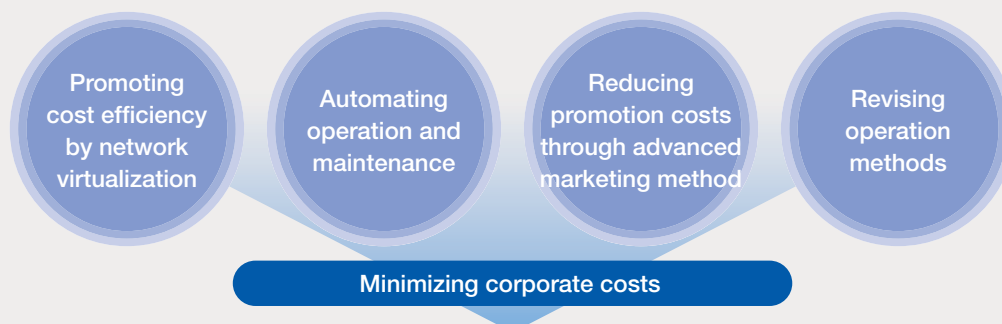 Promoting
cost efficiency
by network
virtualization
Automating
operation and
maintenance
Reducing
promotion costs
through advanced
marketing method
Revising
operation
methods
Minimizing corporate costs